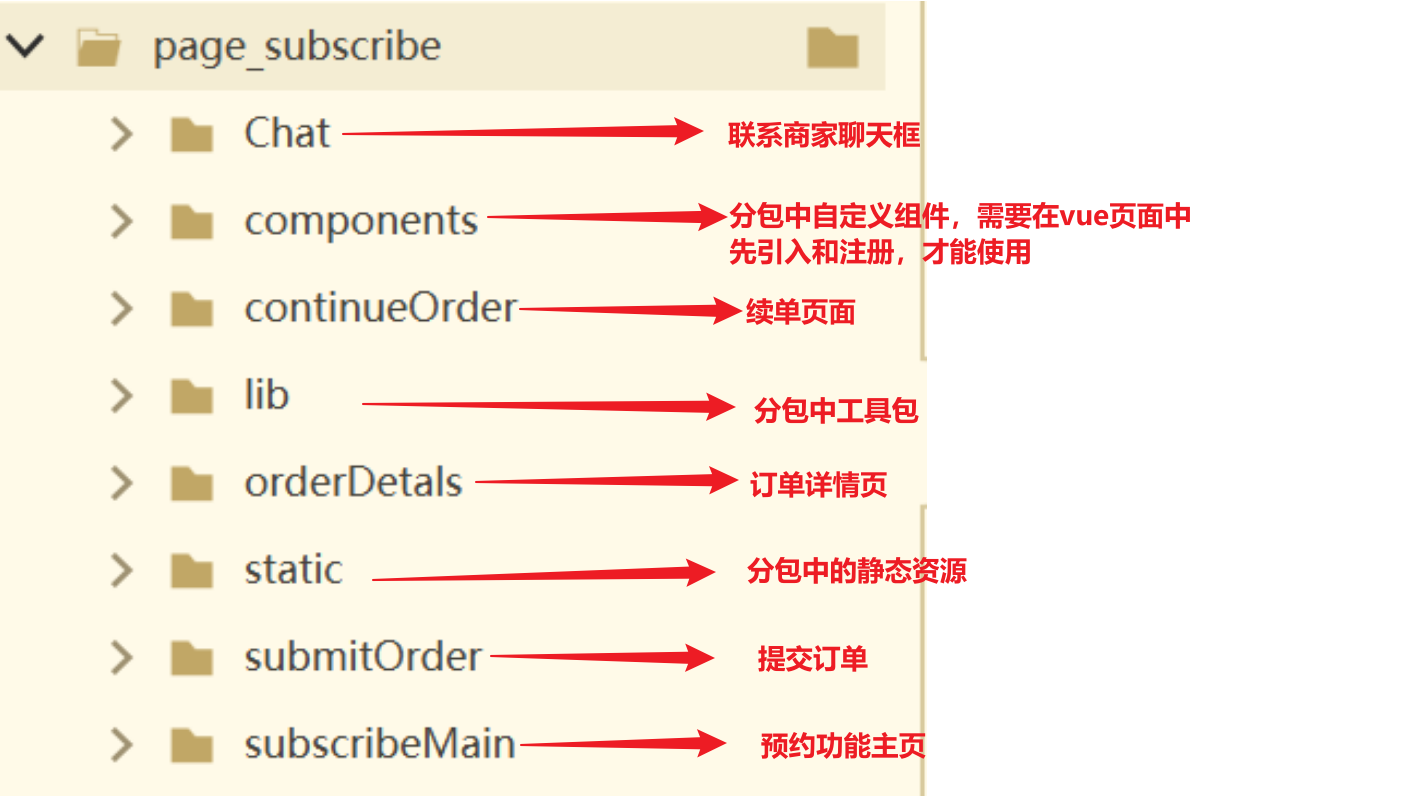 page_subscribe
Chat
联系商家聊天框
components
分包中自定义组件，需要在vue页面中
先引入和注册，才能使用
continueOrder
续单页面
lib
分包中工具包
orderDetals
订单详情页
static
分包中的静态资源
submitOrder
提交订单
subscribeMain
预约功能主页